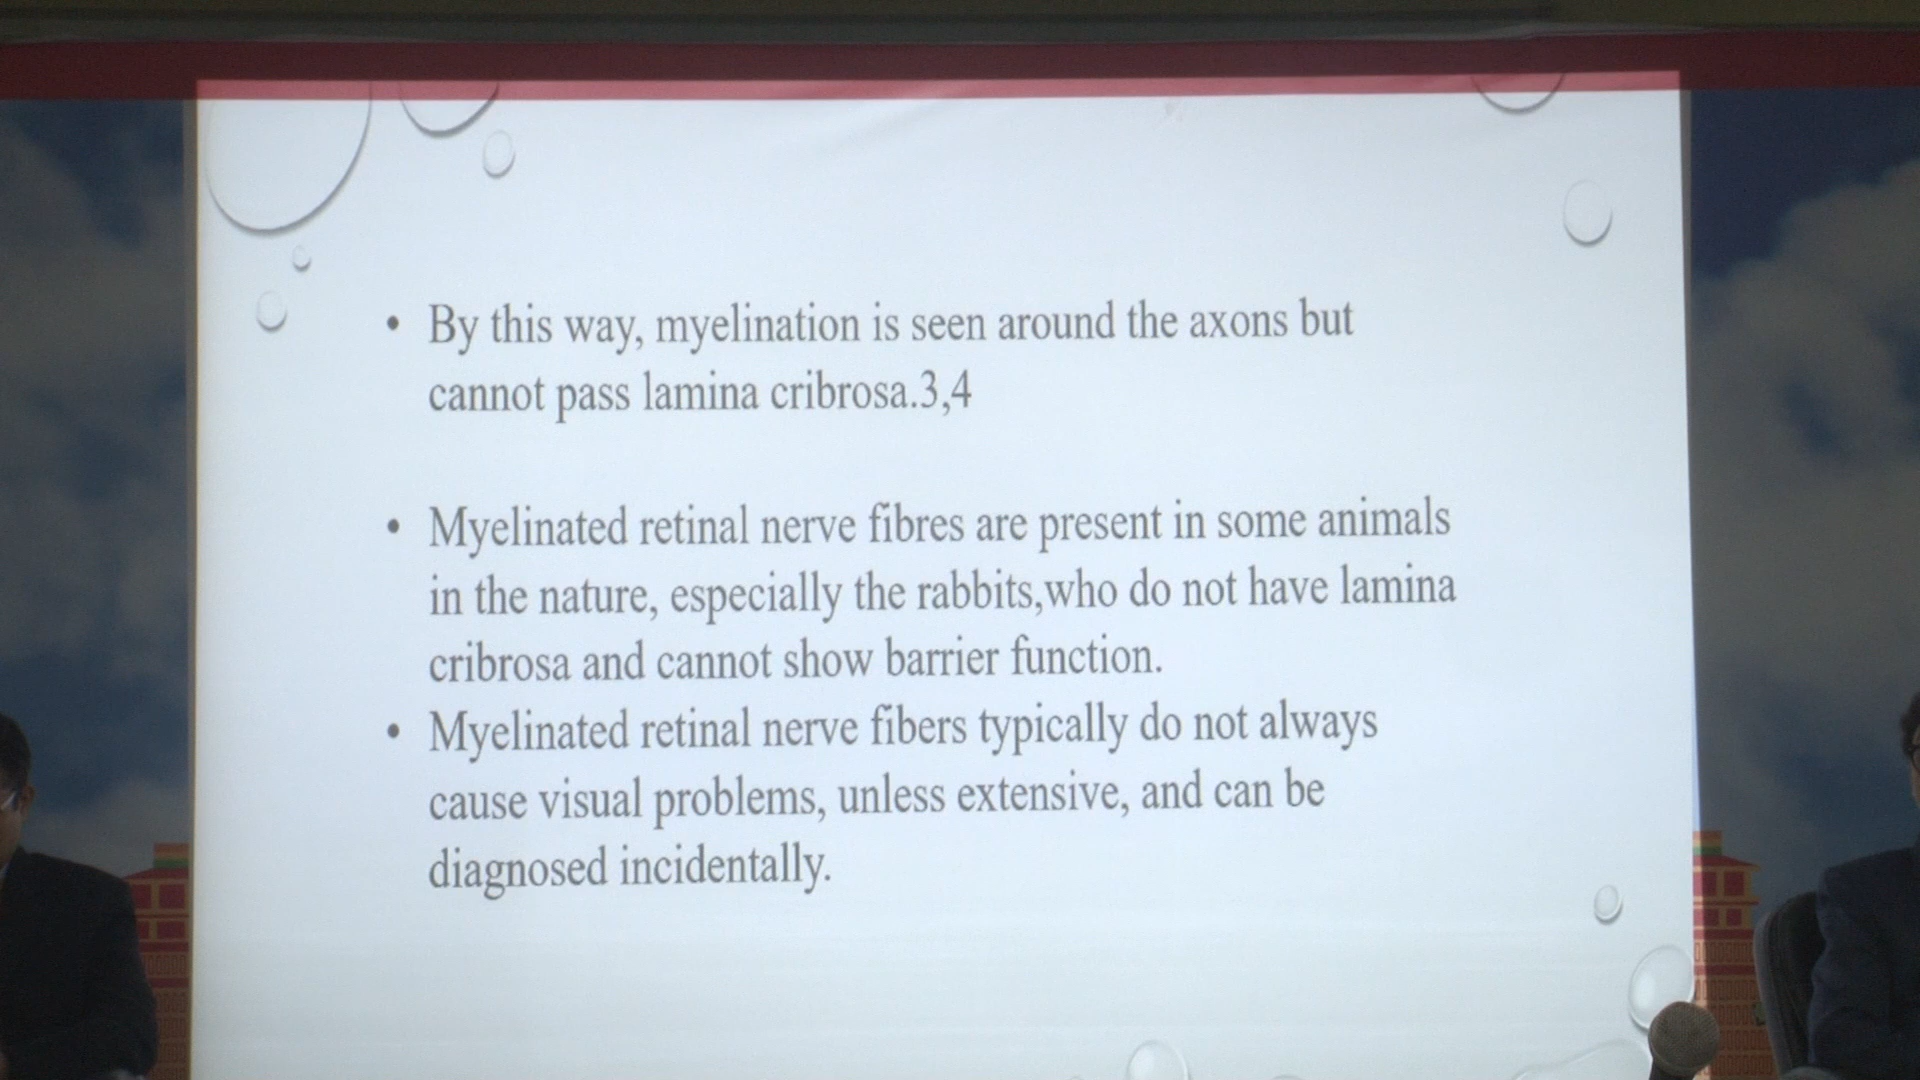 • By this way, myelination is seen around the axons but
cannot pass lamina cribrosa.3,4
• Myelinated retinal nerve fibres are present in some animals
in the nature, especially the rabbits,who do not have lamina
cribrosa and cannot show barrier function.
• Myelinated retinal nerve fibers typically do not always
cause visual problems, unless extensive, and can be
diagnosed incidentally.